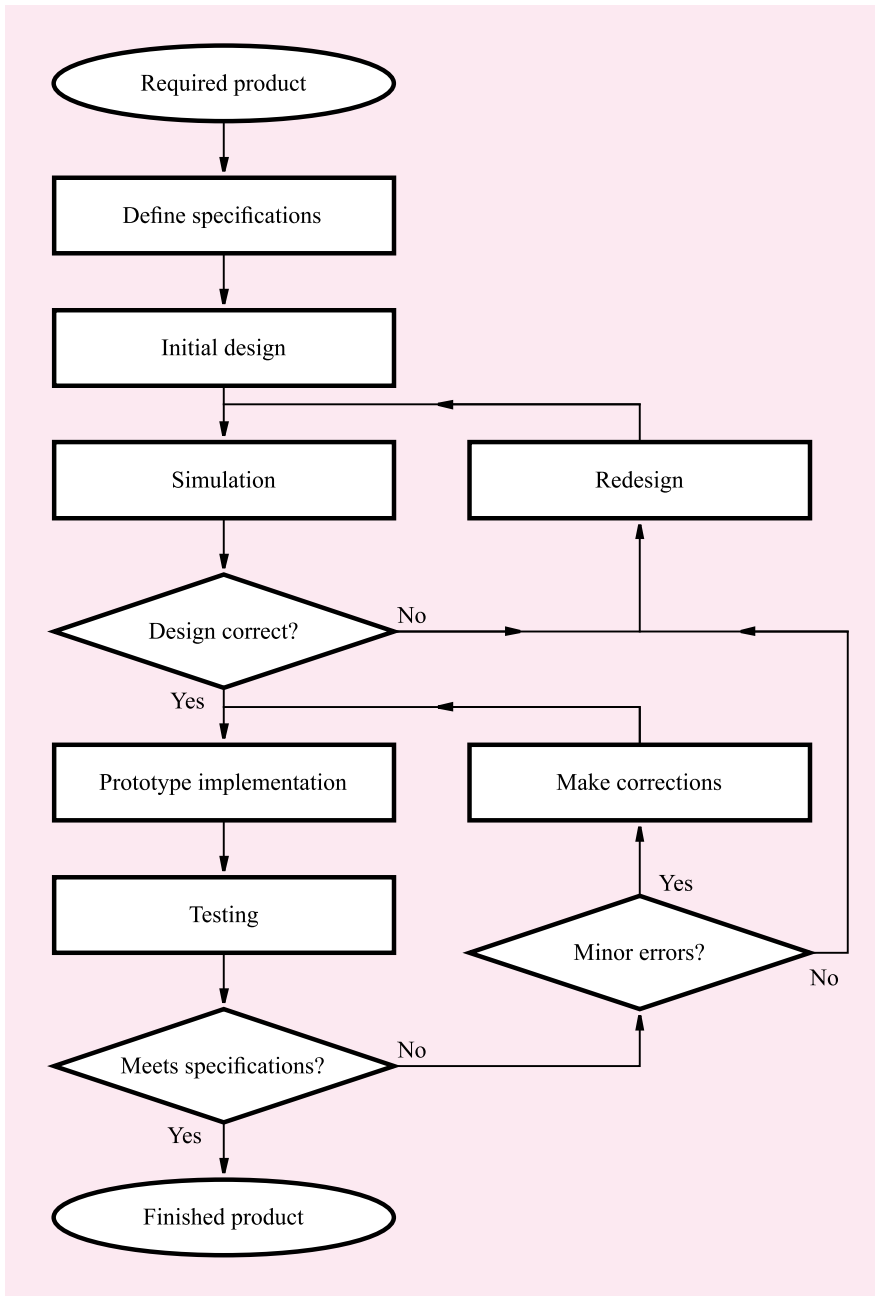 Required product
Define specifications
Initial design
Simulation
Redesign
Design correct?
No
Yes
Prototype implementation
Make corrections
Testing
Yes
Minor errors?
No
Meets specifications?
No
Yes
Finished product